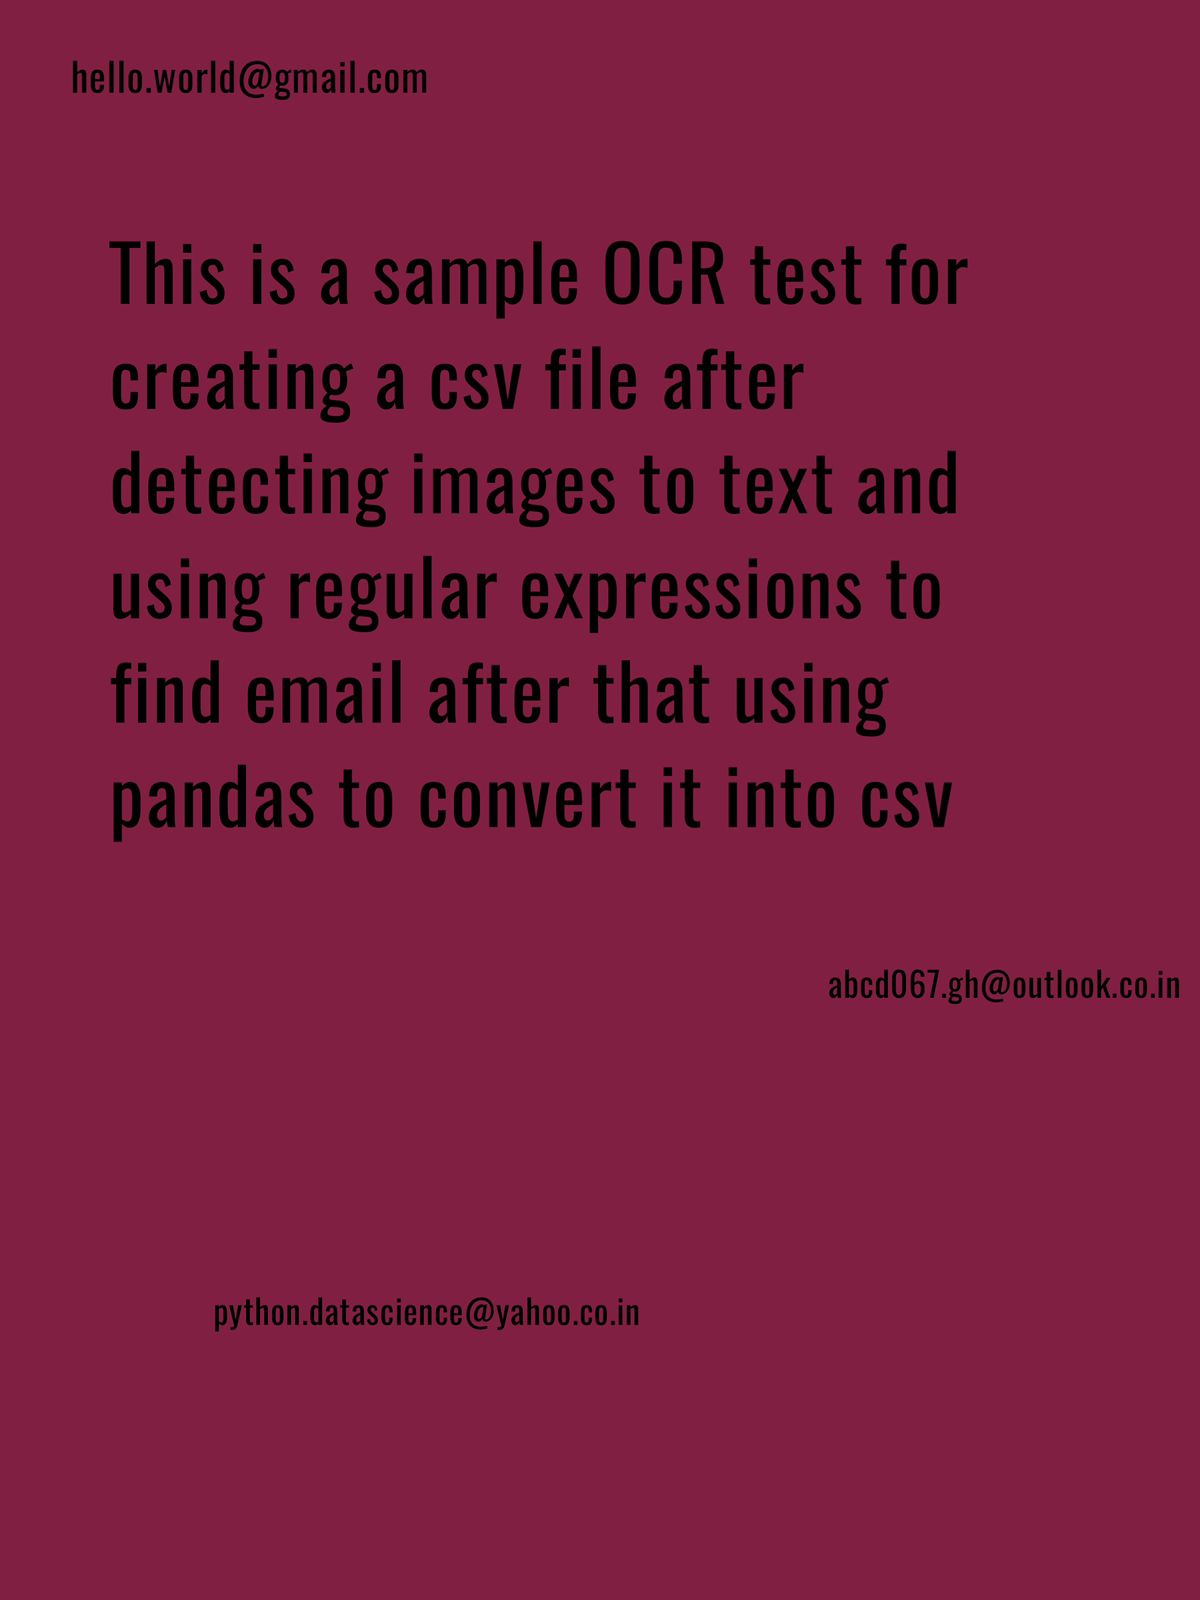 hello.world@gmail.com
This is a sample OCR test for
creating a csv file after
detecting images to text and
using regular expressions to
find email after that using
pandas to convert it into csv
abcd067.gh@outlook.co.in
python.datascience@yahoo.co.in